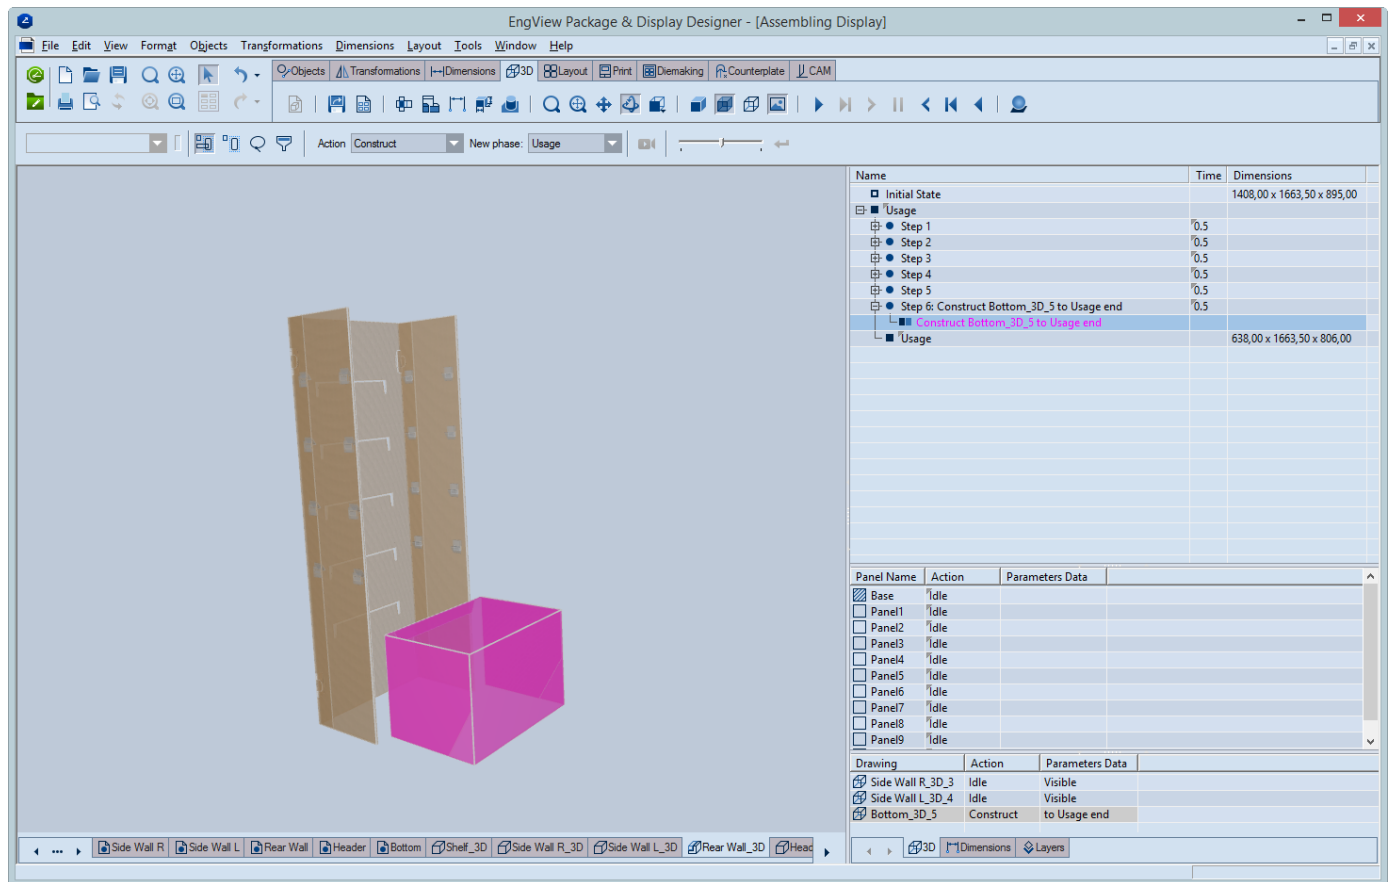 EngView Package & Display Designer - [Assembling Display]
File Edit View Format Objects Transformations Dimensions Layout Tools Window Help
Objects Transformations Dimensions 3D Layout Print Diemaking Counterplate CAM
Action Construct New phase: Usage
Name Time Dimensions
Initial State 1408,00 x 1663,50 x 895,00
Usage
Step 1 0.5
Step 2 0.5
Step 3 0.5
Step 4 0.5
Step 5 0.5
Step 6: Construct Bottom_3D_5 to Usage end 0.5
Construct Bottom_3D_5 to Usage end
Usage 638,00 x 1663,50 x 806,00
Panel Name Action Parameters Data
Base Idle
Panel1 Idle
Panel2 Idle
Panel3 Idle
Panel4 Idle
Panel5 Idle
Panel6 Idle
Panel7 Idle
Panel8 Idle
Panel9 Idle
Drawing Action Parameters Data
Side Wall R_3D_3 Idle Visible
Side Wall L_3D_4 Idle Visible
Bottom_3D_5 Construct to Usage end
Side Wall R Side Wall L Rear Wall Header Bottom Shelf_3D Side Wall R_3D Side Wall L_3D Rear Wall_3D Head
3D Dimensions Layers